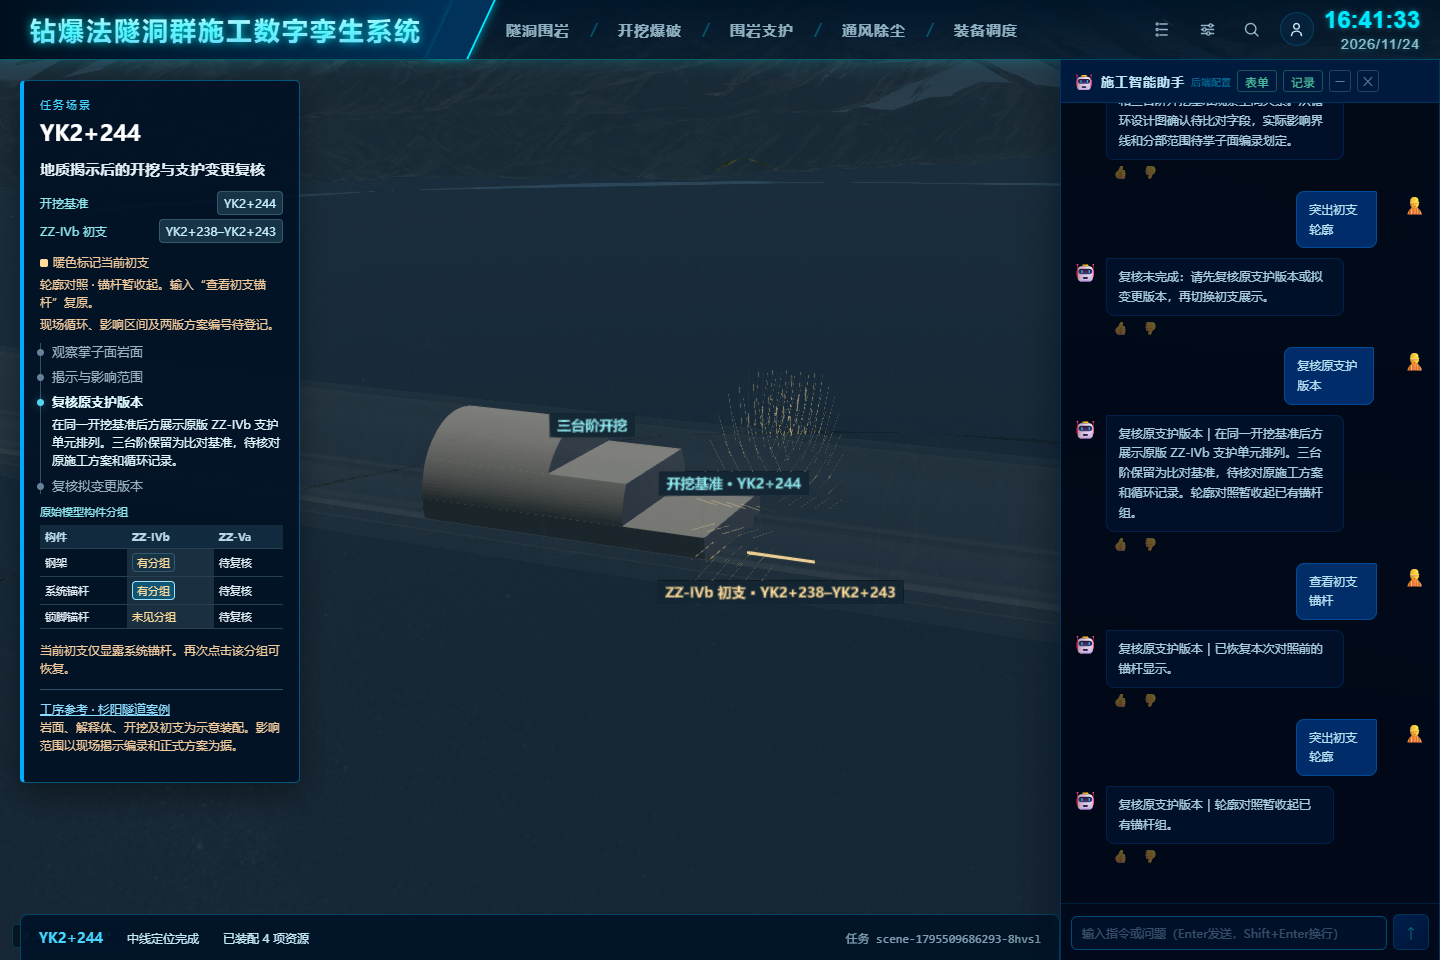 钻爆法隧洞群施工数字孪生系统
隧洞围岩 / 开挖爆破 / 围岩支护 / 通风除尘 / 装备调度
16:41:33
2026/11/24
任务场景
YK2+244
地质揭示后的开挖与支护变更复核
开挖基准 YK2+244
ZZ-IVb 初支 YK2+238—YK2+243
暖色标记当前初支
轮廓对照 · 锚杆暂收起。输入“查看初支锚
杆”复原。
现场循环、影响区间及两版方案编号待登记。
观察掌子面岩面
揭示与影响范围
复核原支护版本
在同一开挖基准后方展示原版 ZZ-IVb 支护
单元排列。三台阶保留为比对基准，待核对
原施工方案和循环记录。
复核拟变更版本
原始模型构件分组
构件 ZZ-IVb ZZ-Va
钢架 有分组 待复核
系统锚杆 有分组 待复核
锁脚锚杆 未见分组 待复核
当前初支仅显露系统锚杆。再次点击该分组可
恢复。
工序参考 · 杉阳隧道案例
岩面、解释体、开挖及初支为示意装配。影响
范围以现场揭示编录和正式方案为据。
三台阶开挖
开挖基准 · YK2+244
ZZ-IVb 初支 · YK2+238—YK2+243
YK2+244 中线定位完成 已装配 4 项资源
任务 scene-1795509686293-8hvsl
施工智能助手 后端配置 表单 记录
环设计图确认待比对字段，实际影响界
线和分部范围待掌子面编录划定。
突出初支
轮廓
复核未完成：请先复核原支护版本或拟
变更版本，再切换初支展示。
复核原支护
版本
复核原支护版本 | 在同一开挖基准后方
展示原版 ZZ-IVb 支护单元排列。三台
阶保留为比对基准，待核对原施工方案
和循环记录。轮廓对照暂收起已有锚杆
组。
查看初支
锚杆
复核原支护版本 | 已恢复本次对照前的
锚杆显示。
突出初支
轮廓
复核原支护版本 | 轮廓对照暂收起已
有锚杆组。
输入指令或问题（Enter发送，Shift+Enter换行）